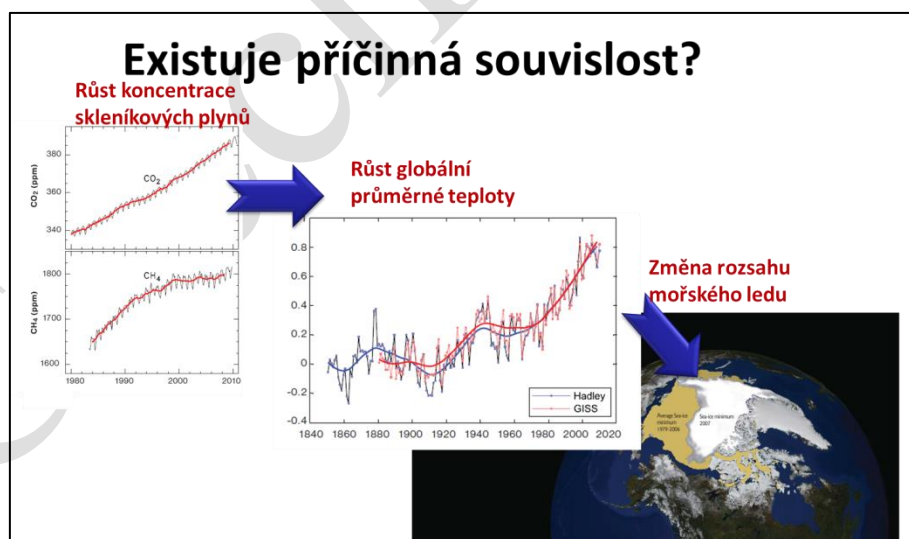 Existuje příčinná souvislost?
Růst koncentrace
skleníkových plynů
CO₂ (ppm)
380
360
340
CO₂
CH₄ (ppm)
1800
1700
1600
CH₄
1980
1990
2000
2010
Růst globální
průměrné teploty
0.8
0.6
0.4
0.2
0
-0.2
-0.4
Hadley
GISS
1840
1860
1880
1900
1920
1940
1960
1980
2000
2020
Změna rozsahu
mořského ledu
Average Sea-ice
minimum
1979-2006
Sea-ice minimum
2007